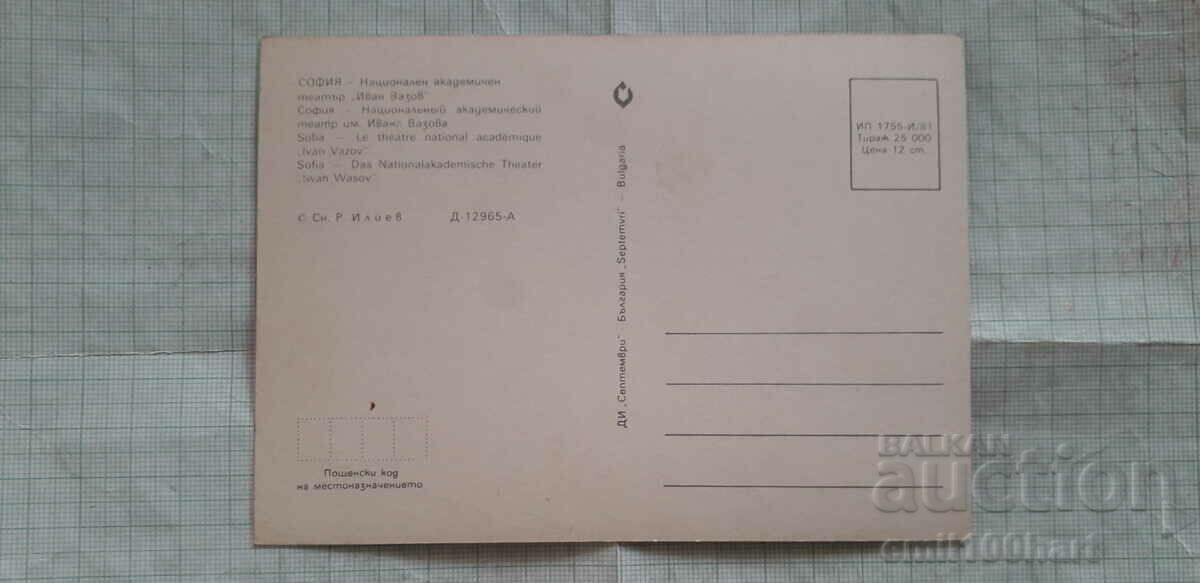 СОФИЯ – Национален академичен
театър „Иван Вазов"
София – Национальный академический
театр им. Ивана Вазова
Sofia – Le théâtre national académique
„Ivan Vazov"
Sofia – Das Nationalakademische Theater
„Iwan Wasov"
© Сн. Р. Илиев Д-12965-А
Пощенски код
на местоназначението
ДИ „Септември" – България „Septemvri" – Bulgaria
ИП 1755-И/81
Тираж 25 000
Цена 12 ст.
BALKAN
auction
emil100hart